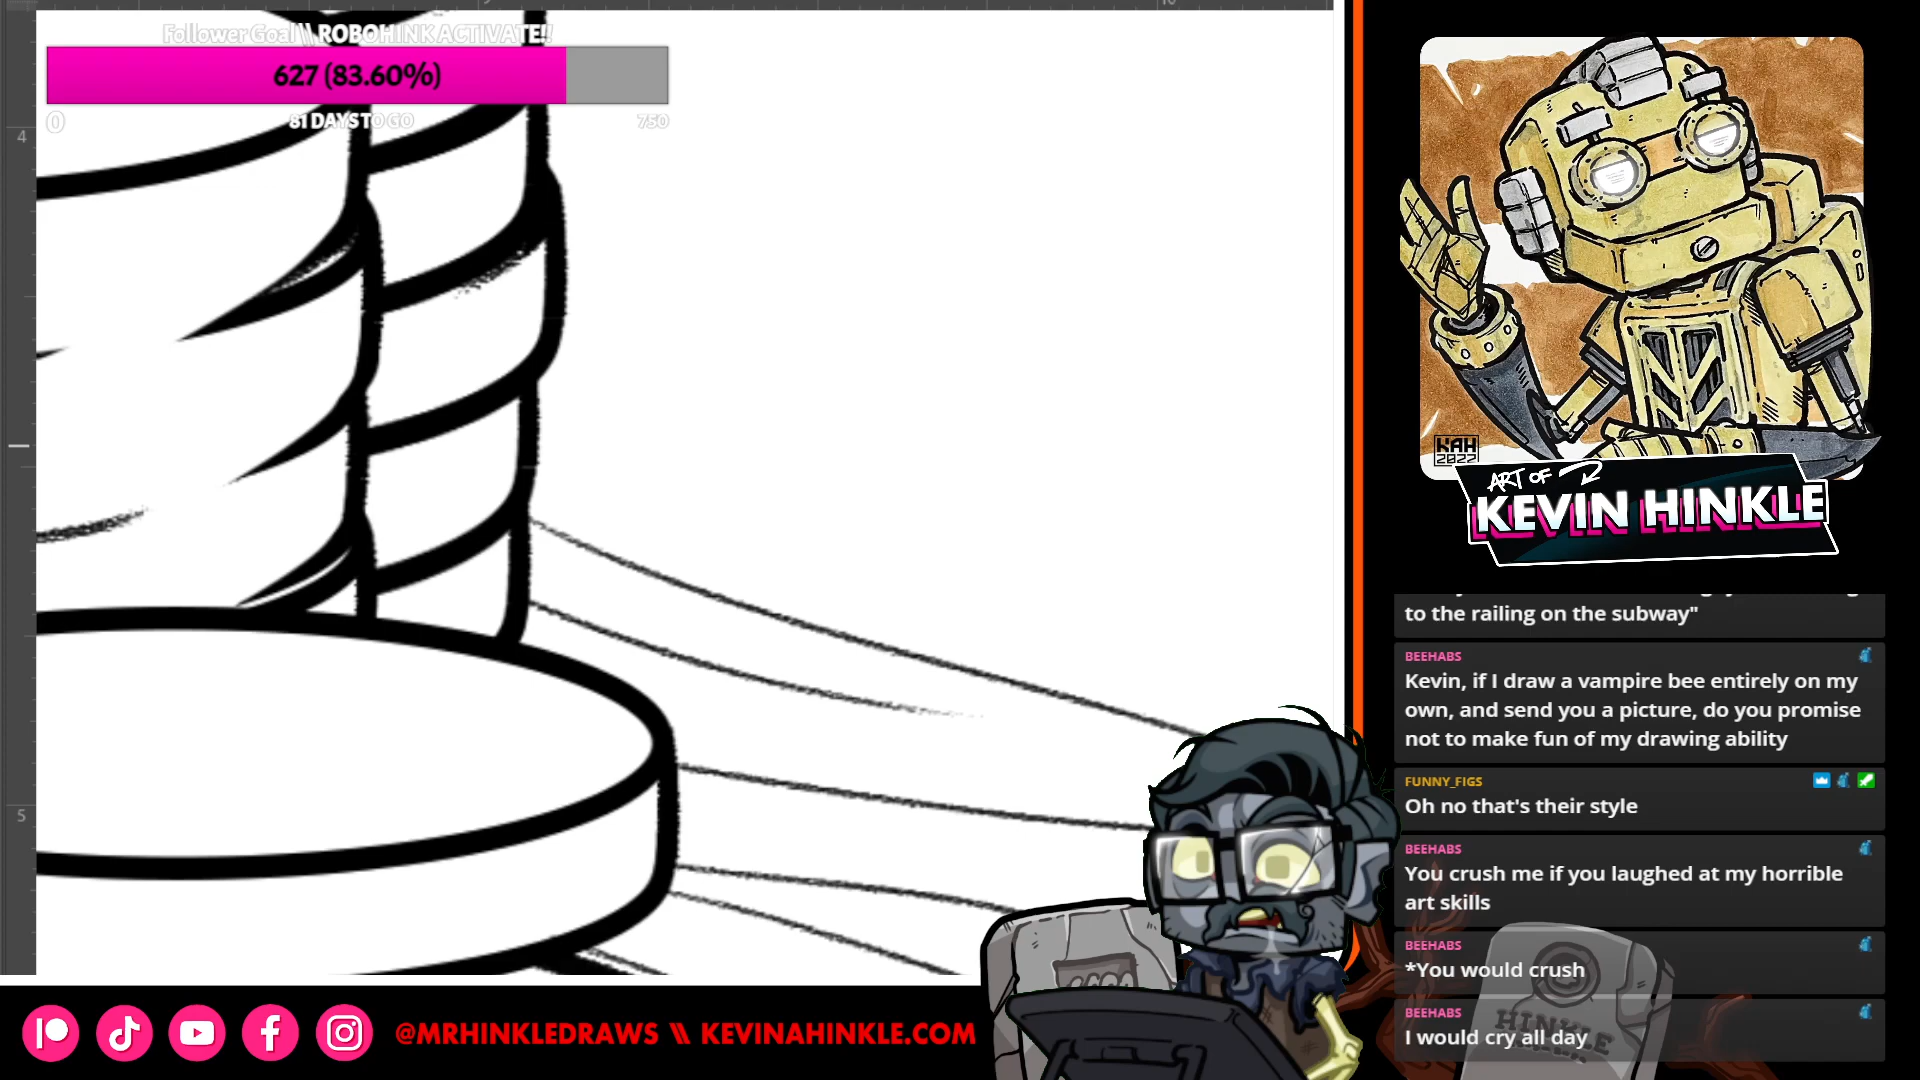 Follower Goal \\ ROBOHINK ACTIVATE!!
627 (83.60%)
0
81 DAYS TO GO
750
4
5
KAH
2022
ART OF
KEVIN HINKLE
to the railing on the subway"
BEEHABS
Kevin, if I draw a vampire bee entirely on my
own, and send you a picture, do you promise
not to make fun of my drawing ability
FUNNY_FIGS
Oh no that's their style
BEEHABS
You crush me if you laughed at my horrible
art skills
BEEHABS
*You would crush
BEEHABS
I would cry all day
HINKLE
@MRHINKLEDRAWS \\ KEVINAHINKLE.COM